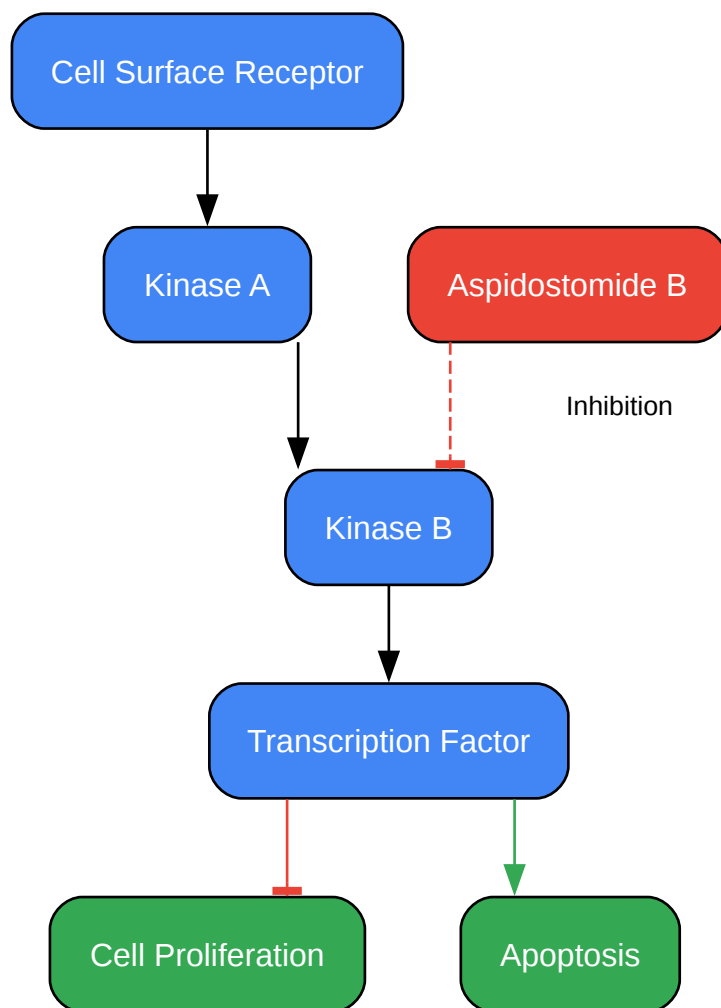 Cell Surface Receptor
Kinase A
Aspidostomide B
Inhibition
Kinase B
Transcription Factor
Cell Proliferation
Apoptosis